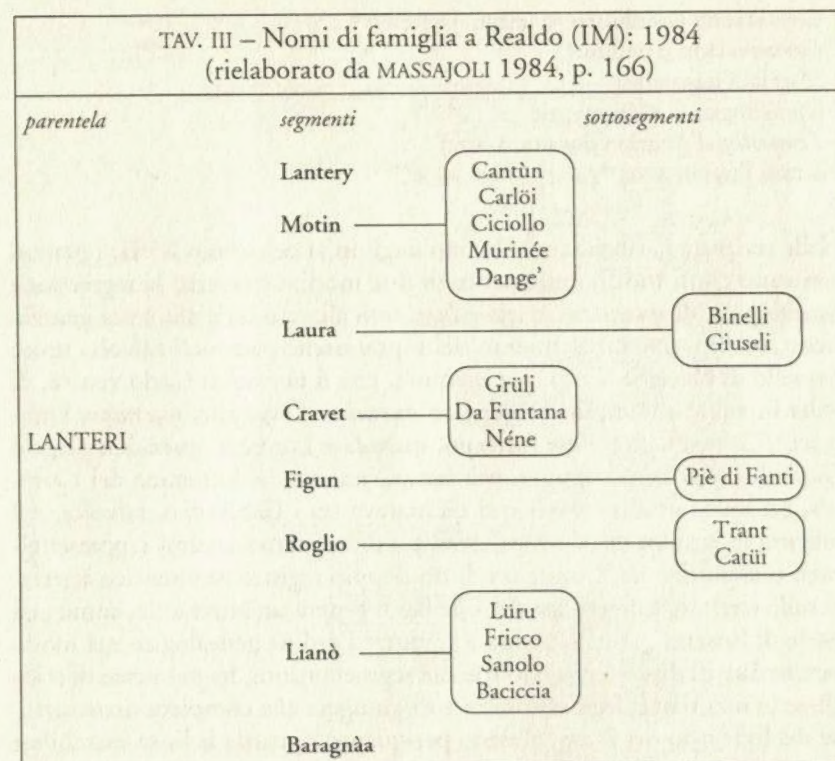 TAV. III – Nomi di famiglia a Realdo (IM): 1984
(rielaborato da MASSAJOLI 1984, p. 166)
parentela segmenti sottosegmenti
Lantery
Cantùn
Carlöi
Motin
Ciciollo
Murinée
Dange'
Laura
Binelli
Giuseli
Cravet
Grüli
Da Funtana
Néne
LANTERI
Figun
Piè di Fanti
Roglio
Trant
Catüi
Lianò
Lüru
Fricco
Sanolo
Baciccia
Baragnàa